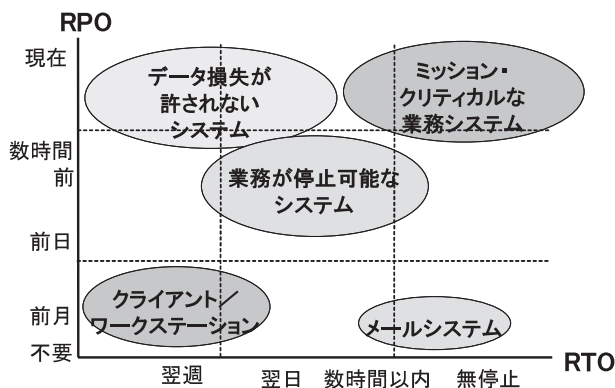 RPO
現在
数時間
前
前日
前月
不要
データ損失が
許されない
システム
ミッション・
クリティカルな
業務システム
業務が停止可能な
システム
クライアント／
ワークステーション
メールシステム
翌週
翌日
数時間以内
無停止
RTO